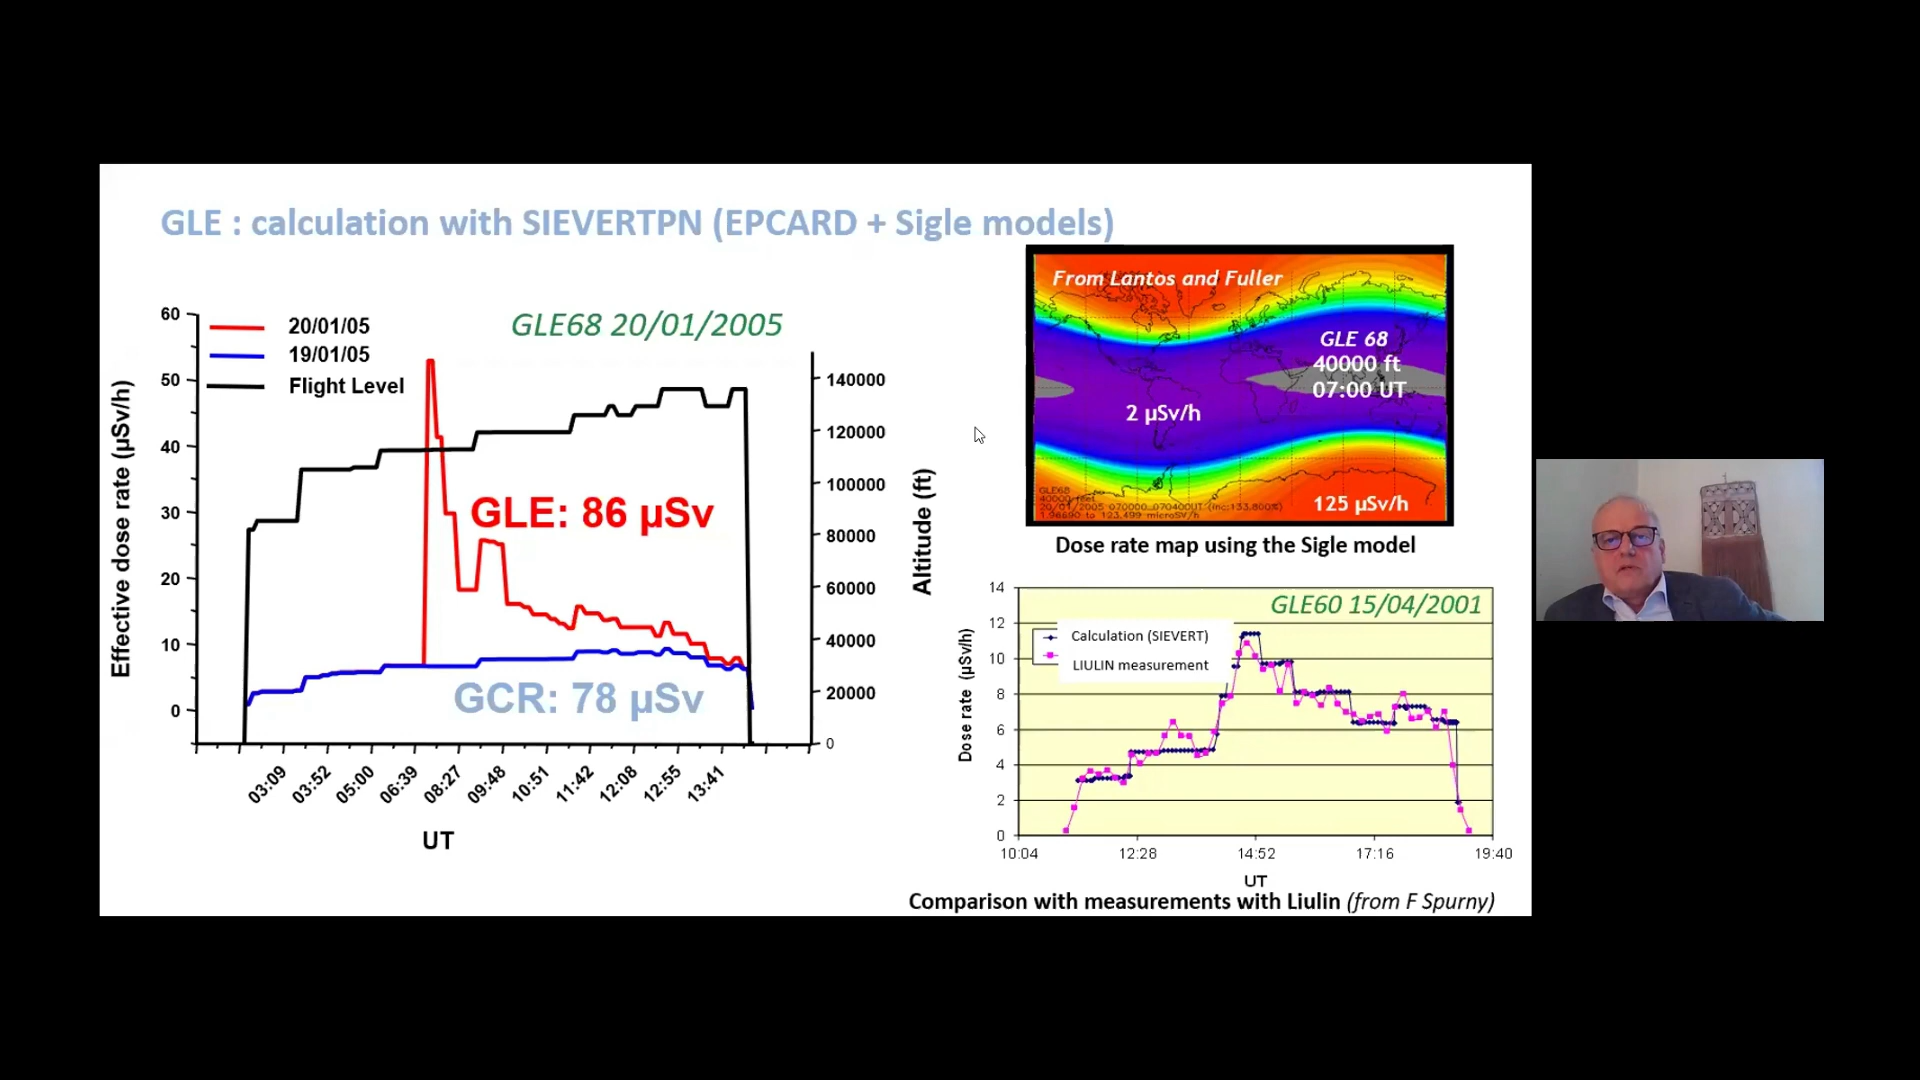 GLE : calculation with SIEVERTPN (EPCARD + Sigle models)
GLE68 20/01/2005
20/01/05
19/01/05
Flight Level
Effective dose rate (µSv/h)
60
50
40
30
20
10
0
GLE: 86 µSv
GCR: 78 µSv
140000
120000
100000
80000
60000
40000
20000
0
Altitude (ft)
03:09
03:52
05:00
06:39
08:27
09:48
10:51
11:42
12:08
12:55
13:41
UT
From Lantos and Fuller
GLE 68
40000 ft
07:00 UT
2 µSv/h
125 µSv/h
GLE68
40000 feet
Dose rate map using the Sigle model
GLE60 15/04/2001
Calculation (SIEVERT)
LIULIN measurement
Dose rate (µSv/h)
14
12
10
8
6
4
2
0
10:04
12:28
14:52
17:16
19:40
UT
Comparison with measurements with Liulin (from F Spurny)